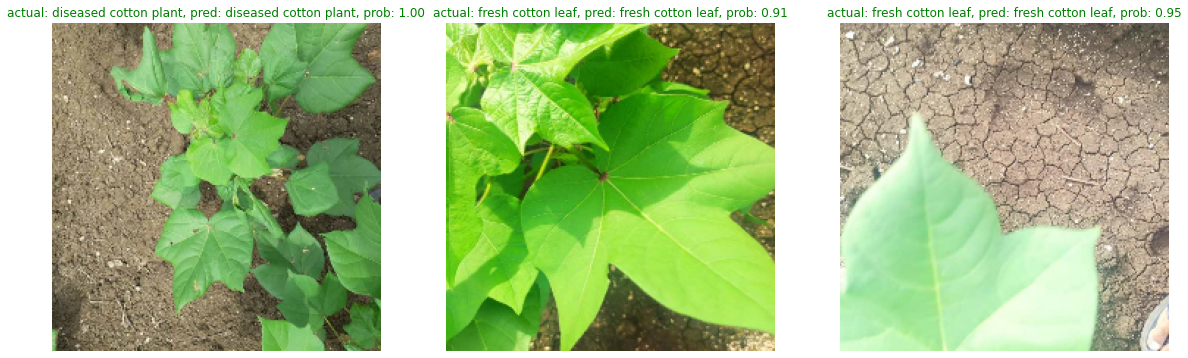 actual: diseased cotton plant, pred: diseased cotton plant, prob: 1.00
actual: fresh cotton leaf, pred: fresh cotton leaf, prob: 0.91
actual: fresh cotton leaf, pred: fresh cotton leaf, prob: 0.95